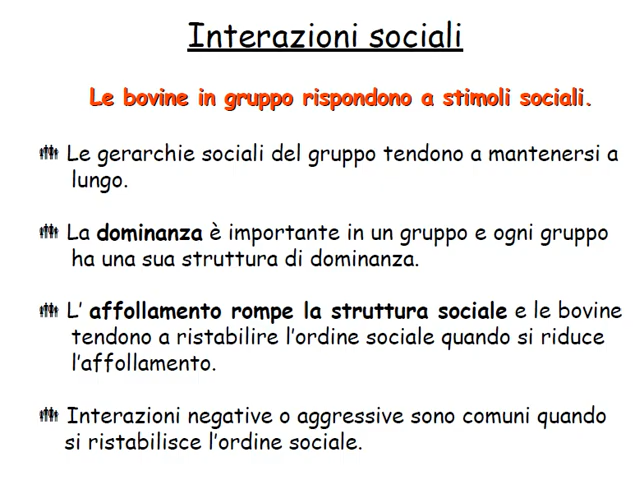 Interazioni sociali
Le bovine in gruppo rispondono a stimoli sociali.
Le gerarchie sociali del gruppo tendono a mantenersi a
lungo.
La dominanza è importante in un gruppo e ogni gruppo
ha una sua struttura di dominanza.
L' affollamento rompe la struttura sociale e le bovine
tendono a ristabilire l'ordine sociale quando si riduce
l'affollamento.
Interazioni negative o aggressive sono comuni quando
si ristabilisce l'ordine sociale.